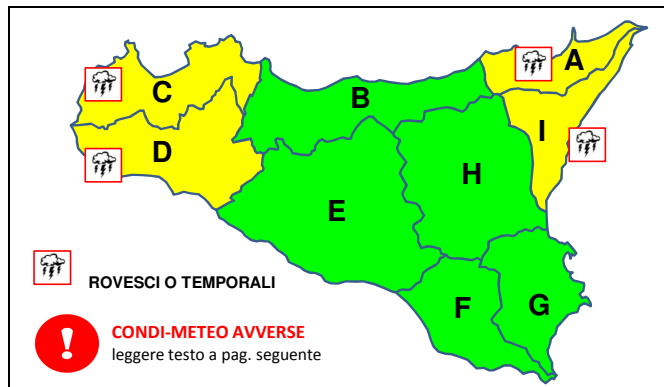 A
C
B
I
D
H
E
F
G
ROVESCI O TEMPORALI
!
CONDI-METEO AVVERSE
leggere testo a pag. seguente